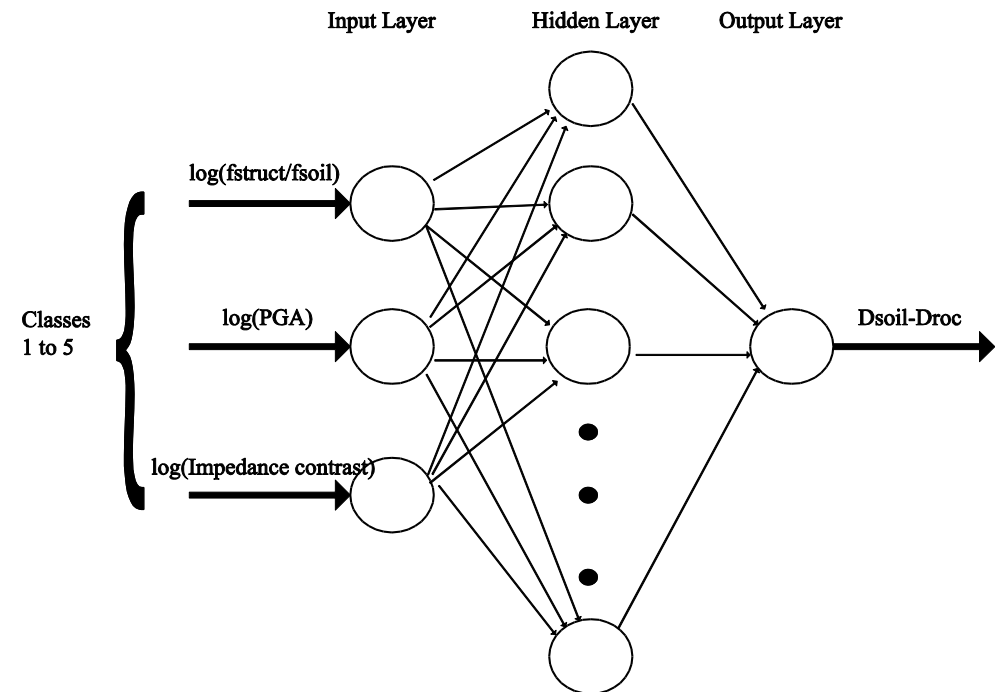 Input Layer
Hidden Layer
Output Layer
log(fstruct/fsoil)
log(PGA)
Classes
1 to 5
Dsoil-Droc
log(Impedance contrast)